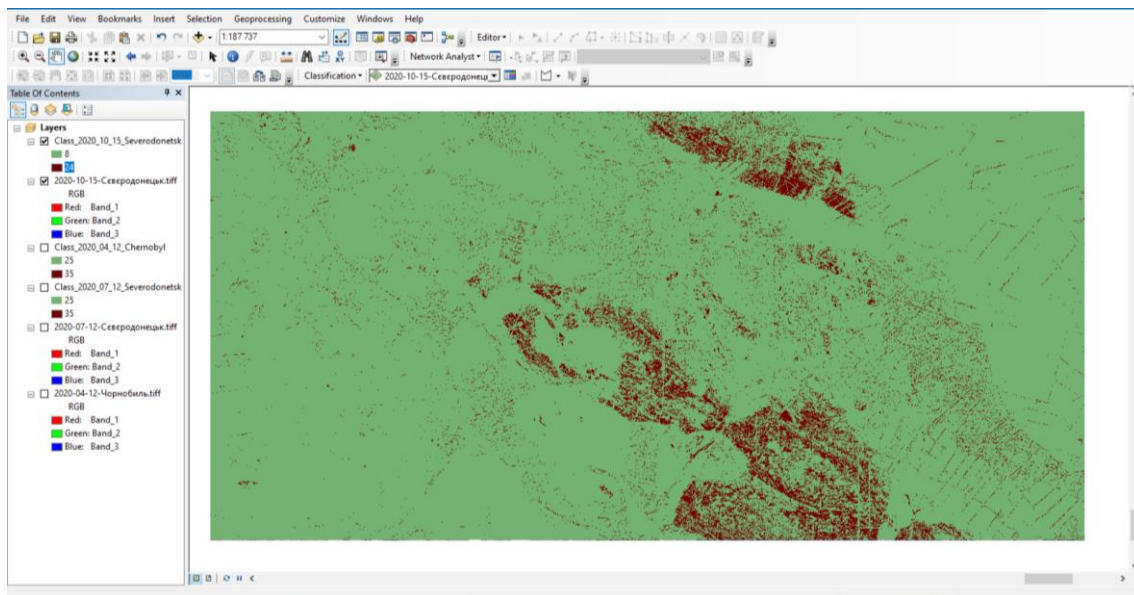 File Edit View Bookmarks Insert Selection Geoprocessing Customize Windows Help
1:187 737 Editor
Network Analyst
Classification 2020-10-15-Сєвєродонец
Table Of Contents
Layers
Class_2020_10_15_Severodonetsk
8
24
2020-10-15-Сєвєродонецьк.tiff
RGB
Red: Band_1
Green: Band_2
Blue: Band_3
Class_2020_04_12_Chernobyl
25
35
Class_2020_07_12_Severodonetsk
25
35
2020-07-12-Сєвєродонецьк.tiff
RGB
Red: Band_1
Green: Band_2
Blue: Band_3
2020-04-12-Чорнобиль.tiff
RGB
Red: Band_1
Green: Band_2
Blue: Band_3